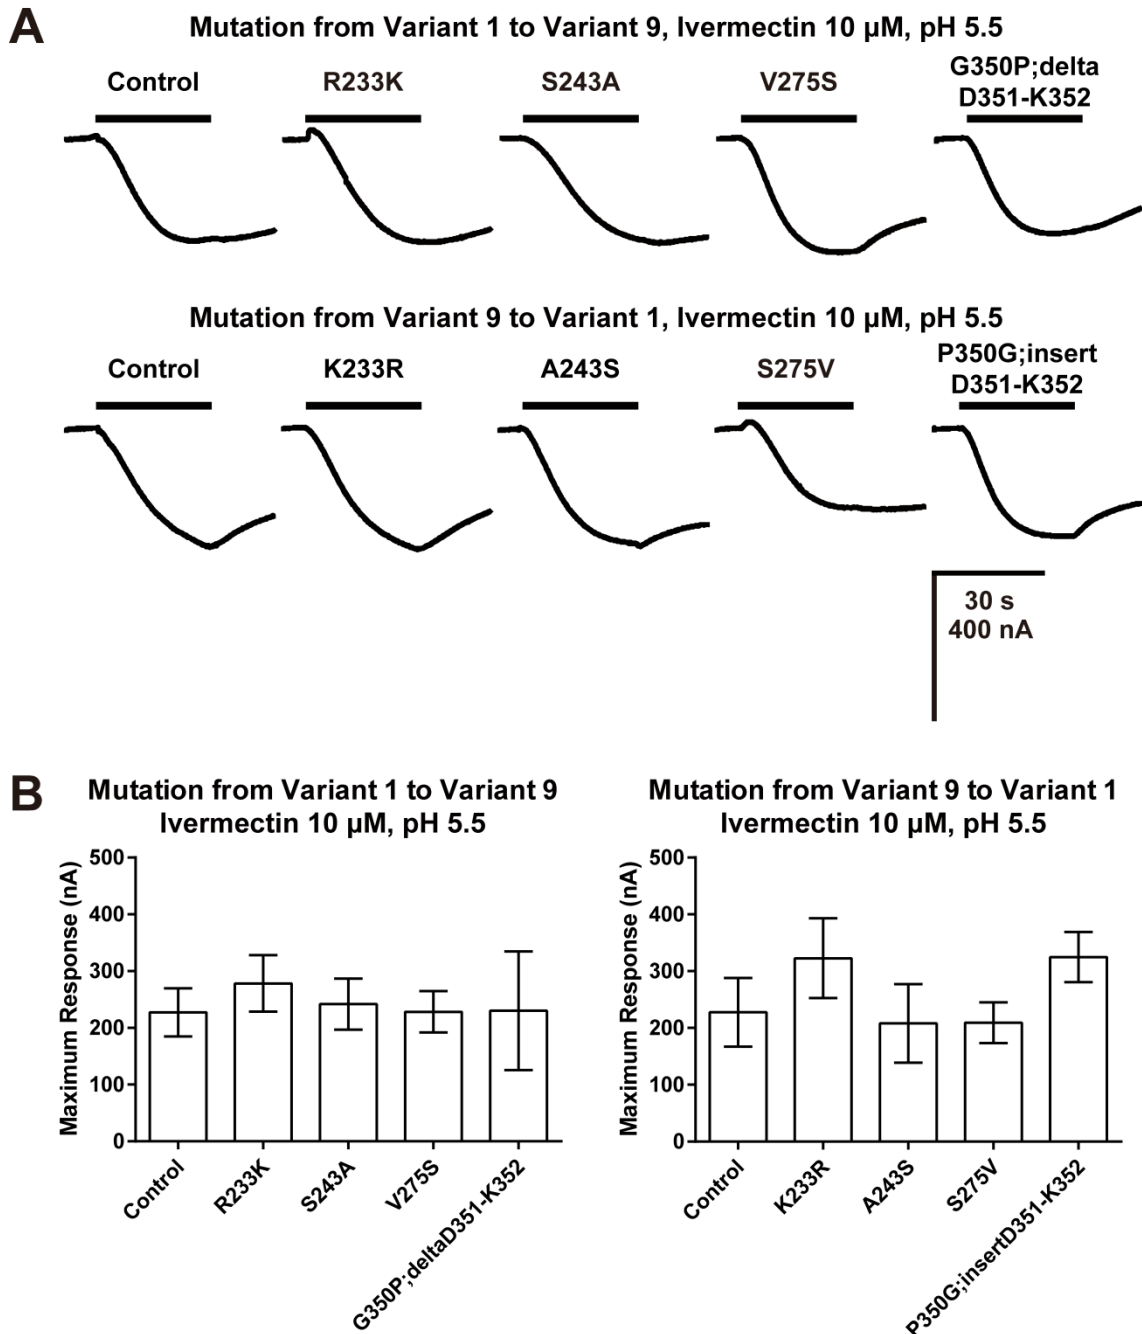 A
Mutation from Variant 1 to Variant 9, Ivermectin 10 µM, pH 5.5
Control
R233K
S243A
V275S
G350P;delta
D351-K352
Mutation from Variant 9 to Variant 1, Ivermectin 10 µM, pH 5.5
Control
K233R
A243S
S275V
P350G;insert
D351-K352
30 s
400 nA
B
Mutation from Variant 1 to Variant 9
Ivermectin 10 µM, pH 5.5
Maximum Response (nA)
500
400
300
200
100
0
Control
R233K
S243A
V275S
G350P;deltaD351-K352
Mutation from Variant 9 to Variant 1
Ivermectin 10 µM, pH 5.5
Maximum Response (nA)
500
400
300
200
100
0
Control
K233R
A243S
S275V
P350G;insertD351-K352